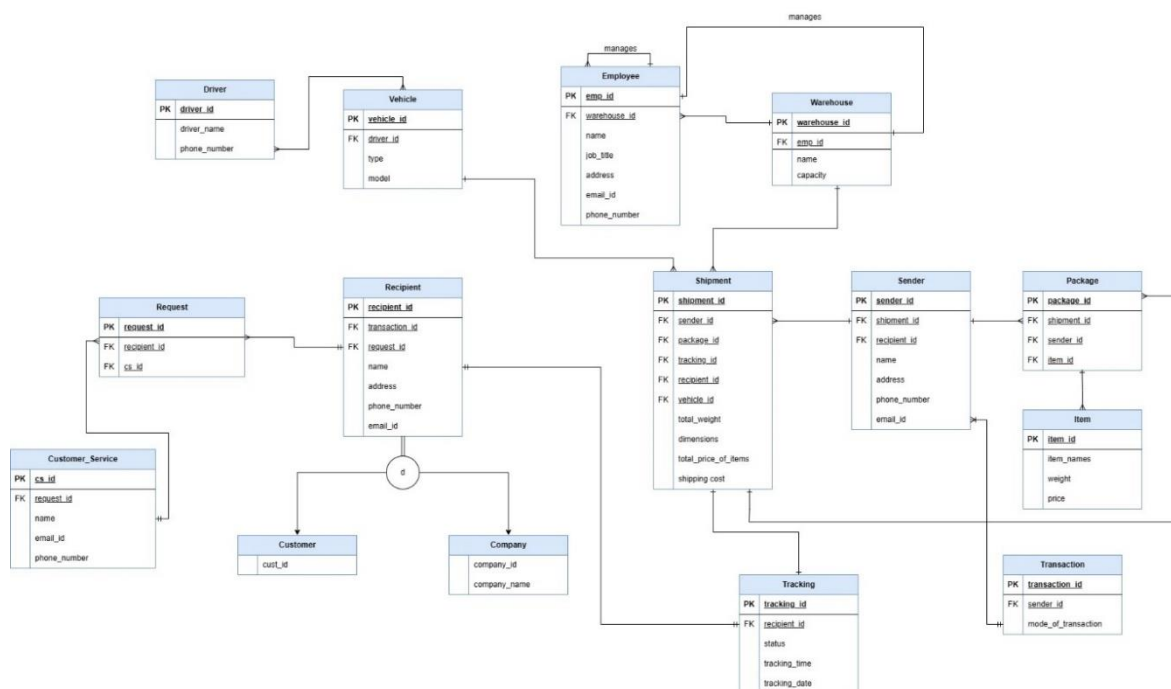 manages
manages
Employee
PK emp_id
FK warehouse_id
name
job_title
address
email_id
phone_number
Driver
PK driver_id
driver_name
phone_number
Vehicle
PK vehicle_id
FK driver_id
type
model
Warehouse
PK warehouse_id
FK emp_id
name
capacity
Request
PK request_id
FK recipient_id
FK cs_id
Recipient
PK recipient_id
FK transaction_id
FK request_id
name
address
phone_number
email_id
Shipment
PK shipment_id
FK sender_id
FK package_id
FK tracking_id
FK recipient_id
FK vehicle_id
total_weight
dimensions
total_price_of_items
shipping cost
Sender
PK sender_id
FK shipment_id
FK recipient_id
name
address
phone_number
email_id
Package
PK package_id
FK shipment_id
FK sender_id
FK item_id
Item
PK item_id
item_names
weight
price
Customer_Service
PK cs_id
FK request_id
name
email_id
phone_number
d
Customer
cust_id
Company
company_id
company_name
Tracking
PK tracking_id
FK recipient_id
status
tracking_time
tracking_date
Transaction
PK transaction_id
FK sender_id
mode_of_transaction